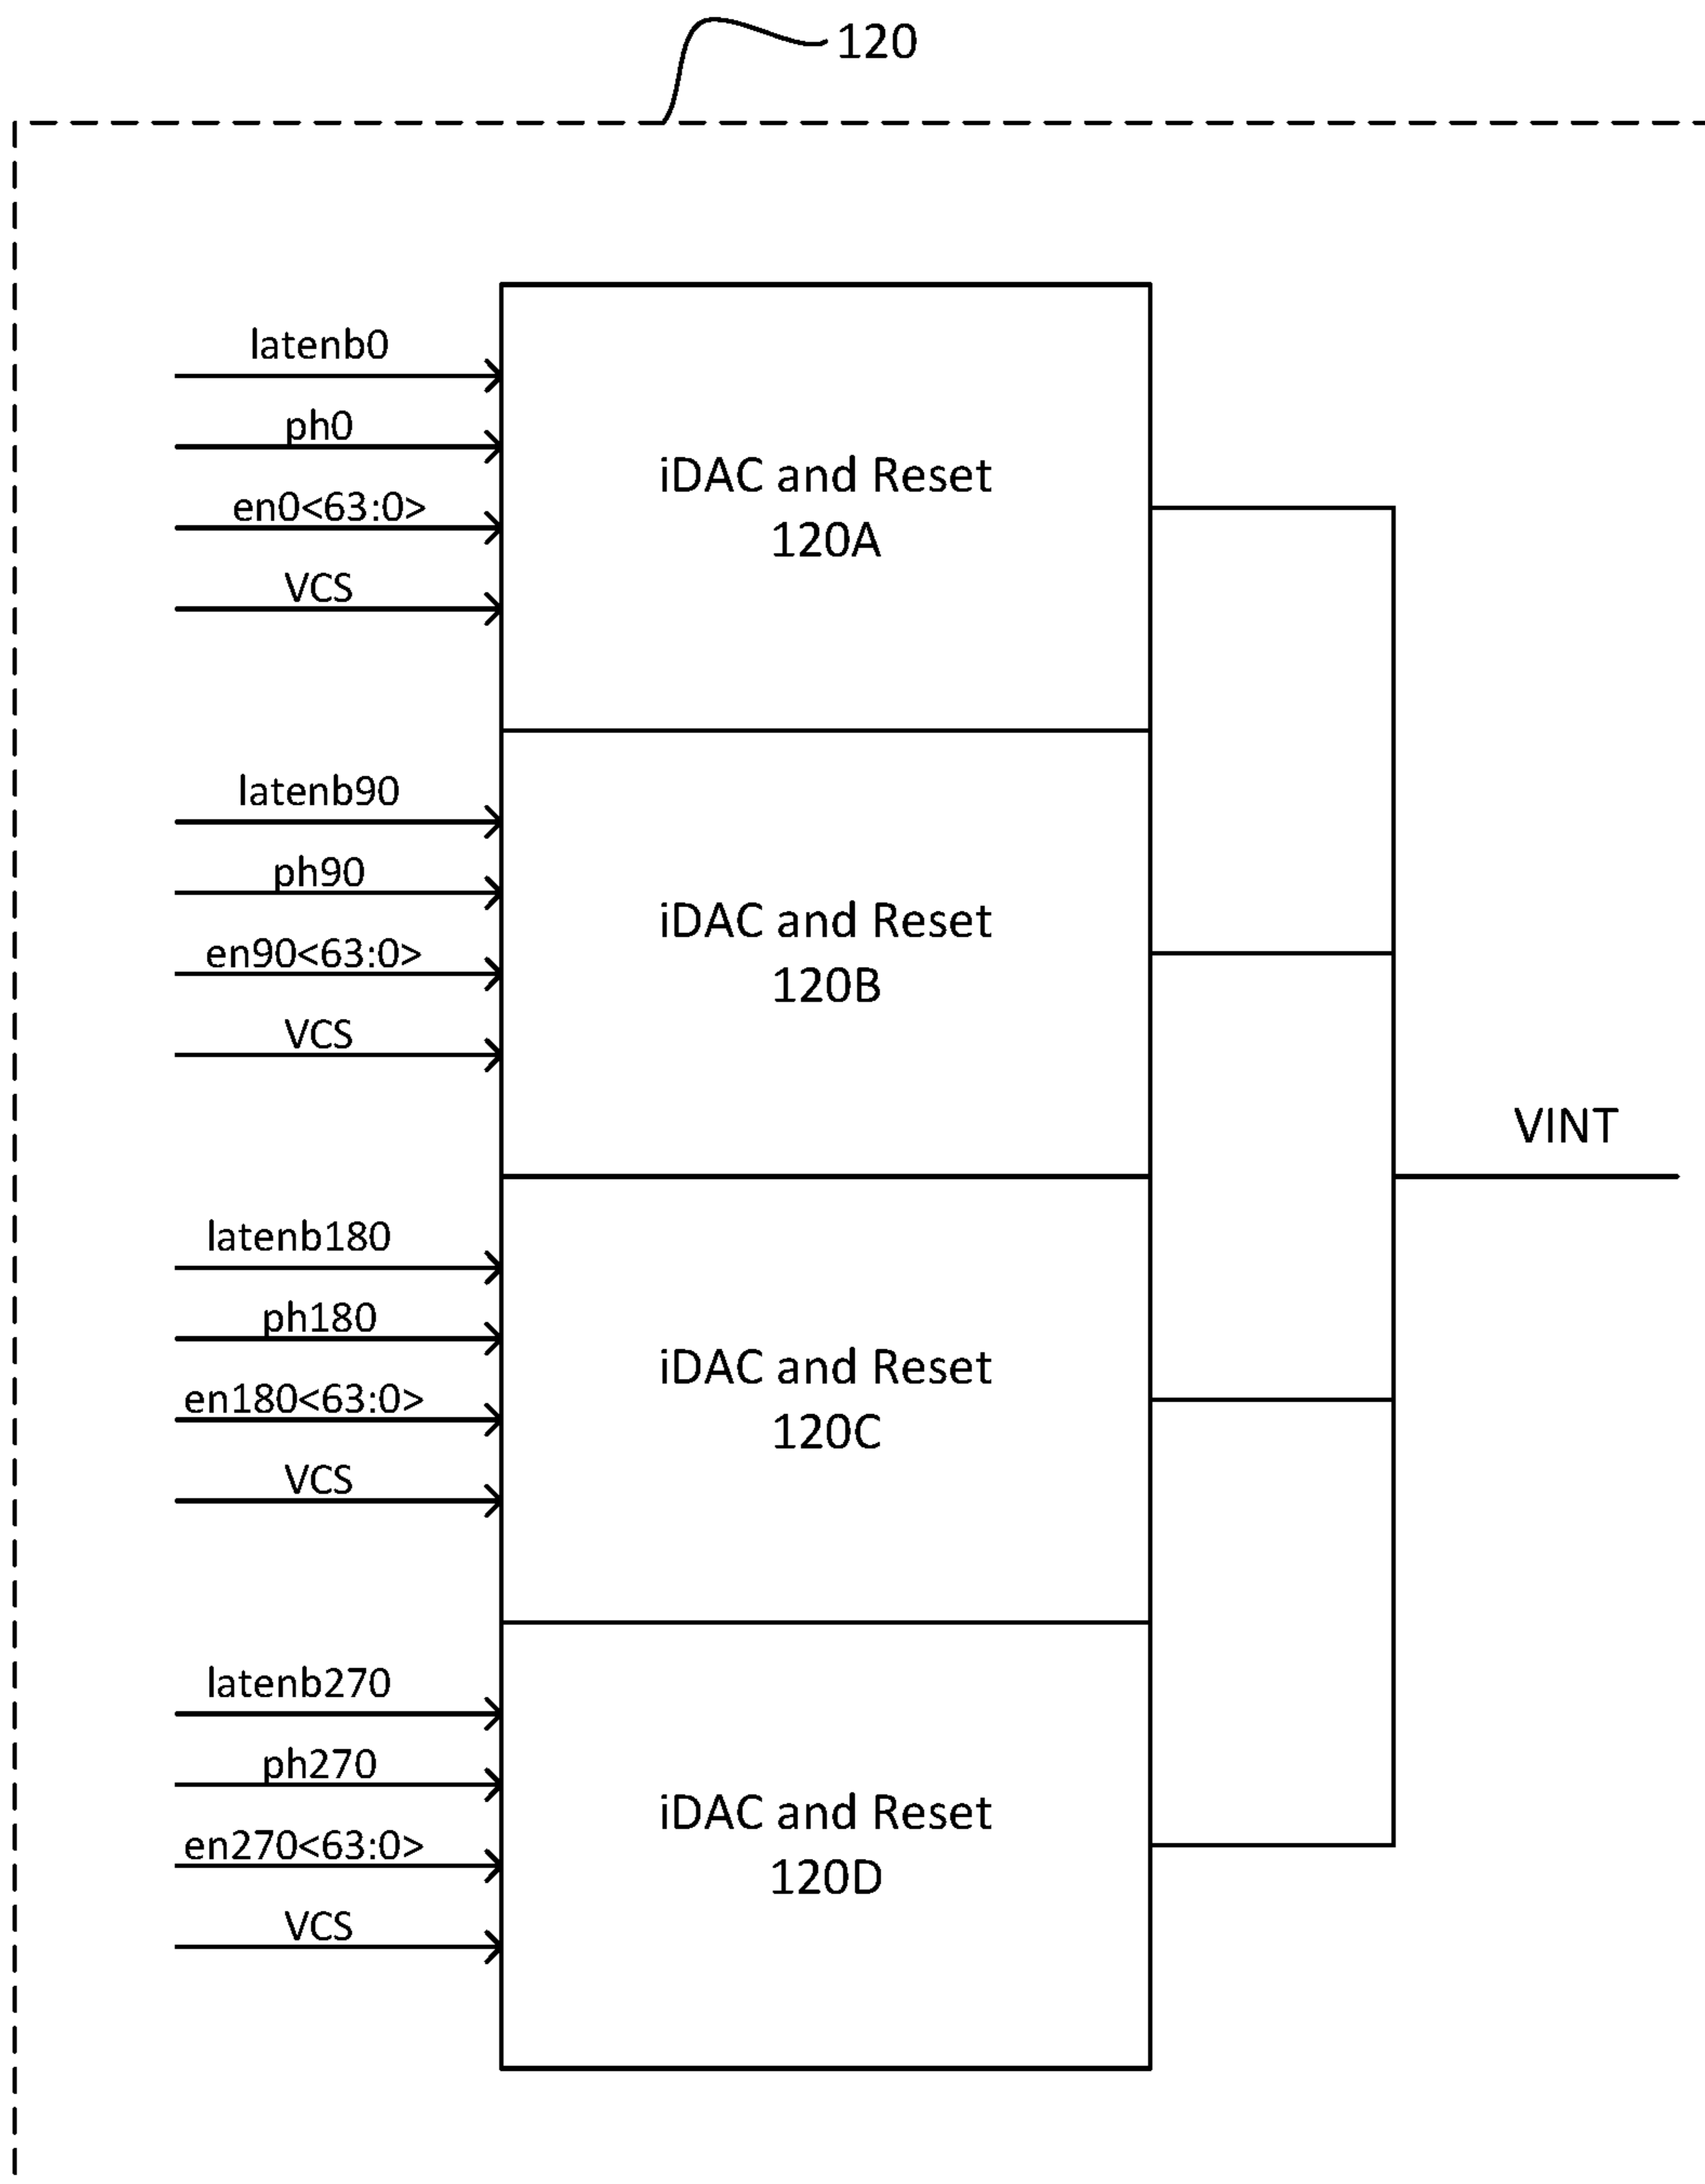 120
latenb0
ph0
en0<63:0>
VCS
iDAC and Reset
120A
latenb90
ph90
en90<63:0>
VCS
iDAC and Reset
120B
VINT
latenb180
ph180
en180<63:0>
VCS
iDAC and Reset
120C
latenb270
ph270
en270<63:0>
VCS
iDAC and Reset
120D